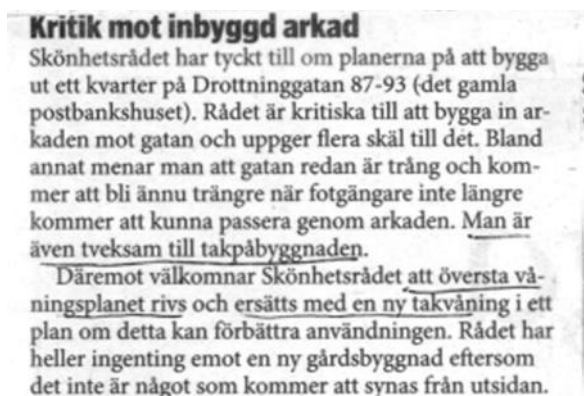 Kritik mot inbyggd arkad
Skönhetsrådet har tyckt till om planerna på att bygga
ut ett kvarter på Drottninggatan 87-93 (det gamla
postbankshuset). Rådet är kritiska till att bygga in ar-
kaden mot gatan och uppger flera skäl till det. Bland
annat menar man att gatan redan är trång och kom-
mer att bli ännu trängre när fotgängare inte längre
kommer att kunna passera genom arkaden. Man är
även tveksam till takpåbyggnaden.
Däremot välkomnar Skönhetsrådet att översta vå-
ningsplanet rivs och ersätts med en ny takvåning i ett
plan om detta kan förbättra användningen. Rådet har
heller ingenting emot en ny gårdsbyggnad eftersom
det inte är något som kommer att synas från utsidan.